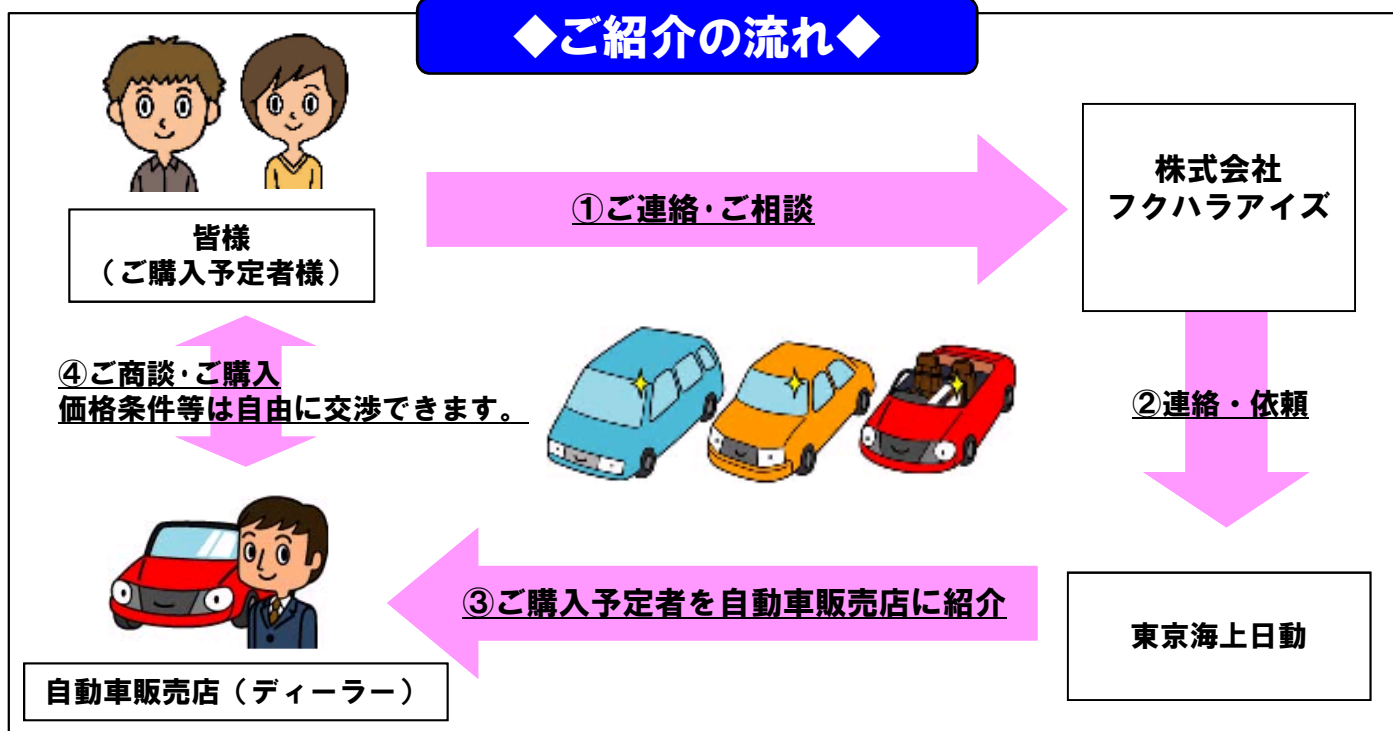 ◆ご紹介の流れ◆
皆様
（ご購入予定者様）
①ご連絡・ご相談
株式会社
フクハラアイズ
②連絡・依頼
東京海上日動
③ご購入予定者を自動車販売店に紹介
自動車販売店（ディーラー）
④ご商談・ご購入
価格条件等は自由に交渉できます。